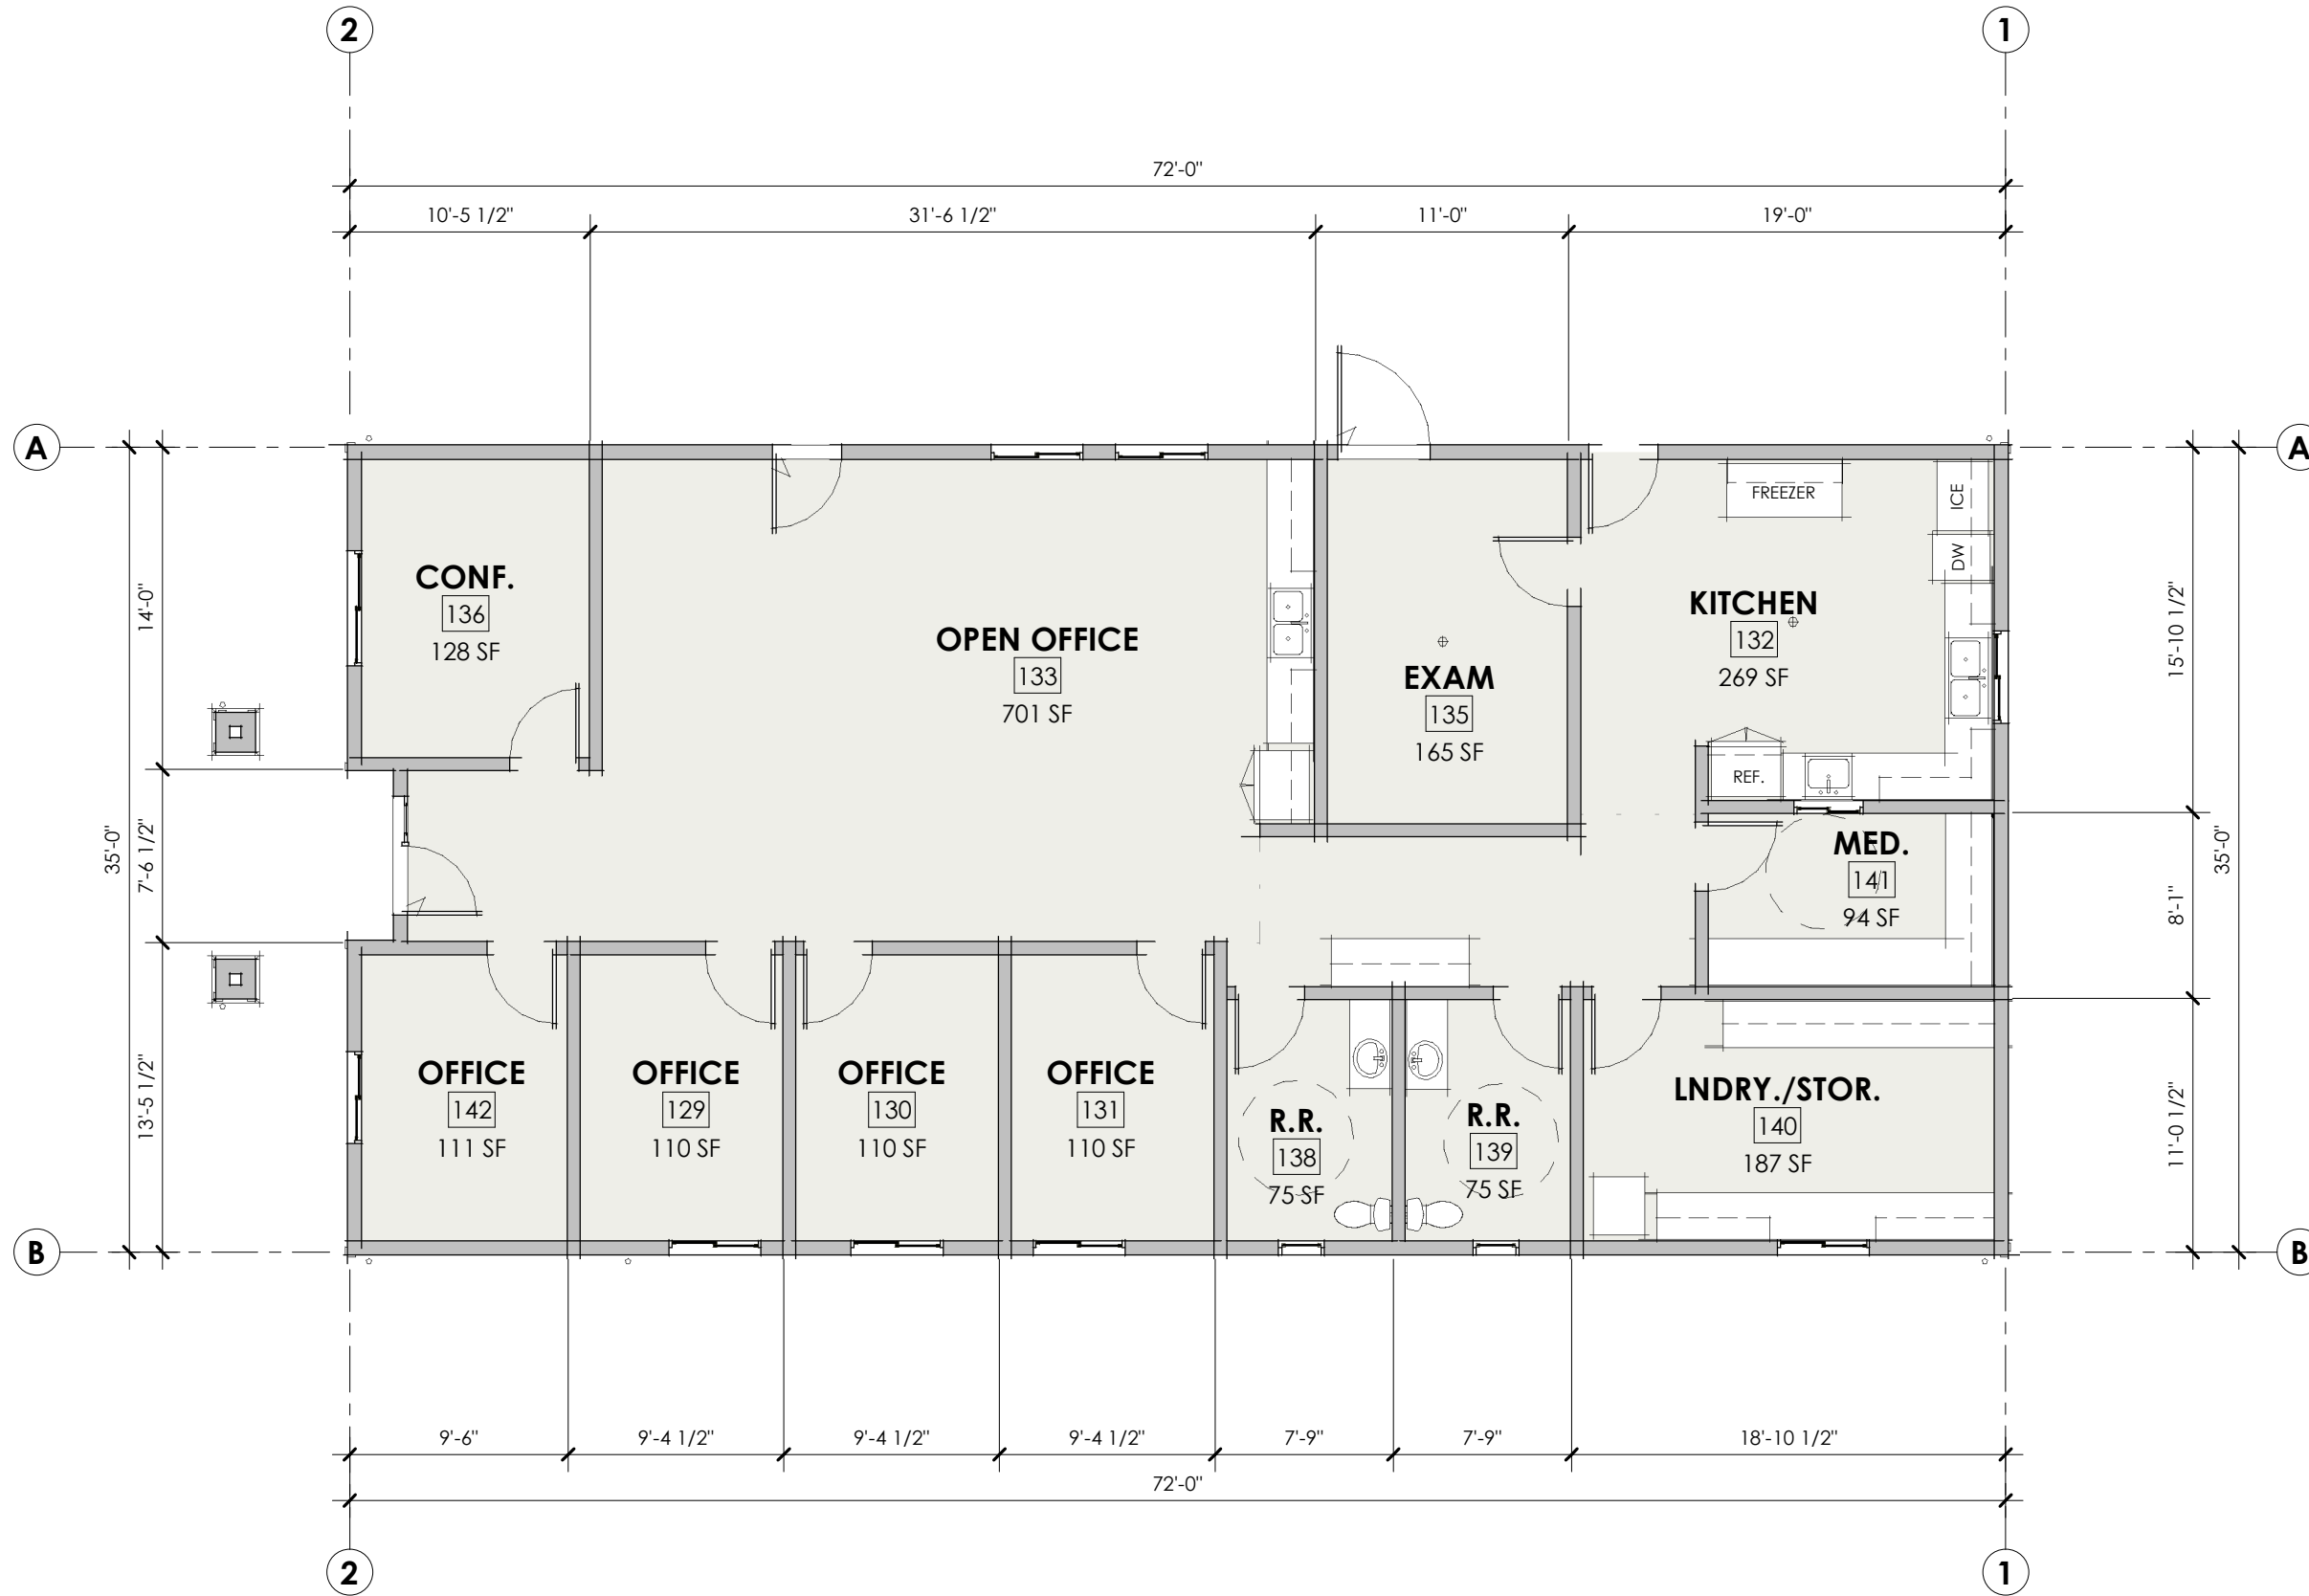 2
1
72'-0"
10'-5 1/2"
31'-6 1/2"
11'-0"
19'-0"
A
A
FREEZER
ICE
DW
CONF.
136
128 SF
14'-0"
OPEN OFFICE
133
701 SF
KITCHEN
132
269 SF
15'-10 1/2"
EXAM
135
165 SF
REF.
35'-0"
7'-6 1/2"
MED.
141
94 SF
8'-1"
35'-0"
OFFICE
142
111 SF
OFFICE
129
110 SF
OFFICE
130
110 SF
OFFICE
131
110 SF
R.R.
138
75 SF
R.R.
139
75 SF
LNDRY./STOR.
140
187 SF
13'-5 1/2"
11'-0 1/2"
B
B
9'-6"
9'-4 1/2"
9'-4 1/2"
9'-4 1/2"
7'-9"
7'-9"
18'-10 1/2"
72'-0"
2
1